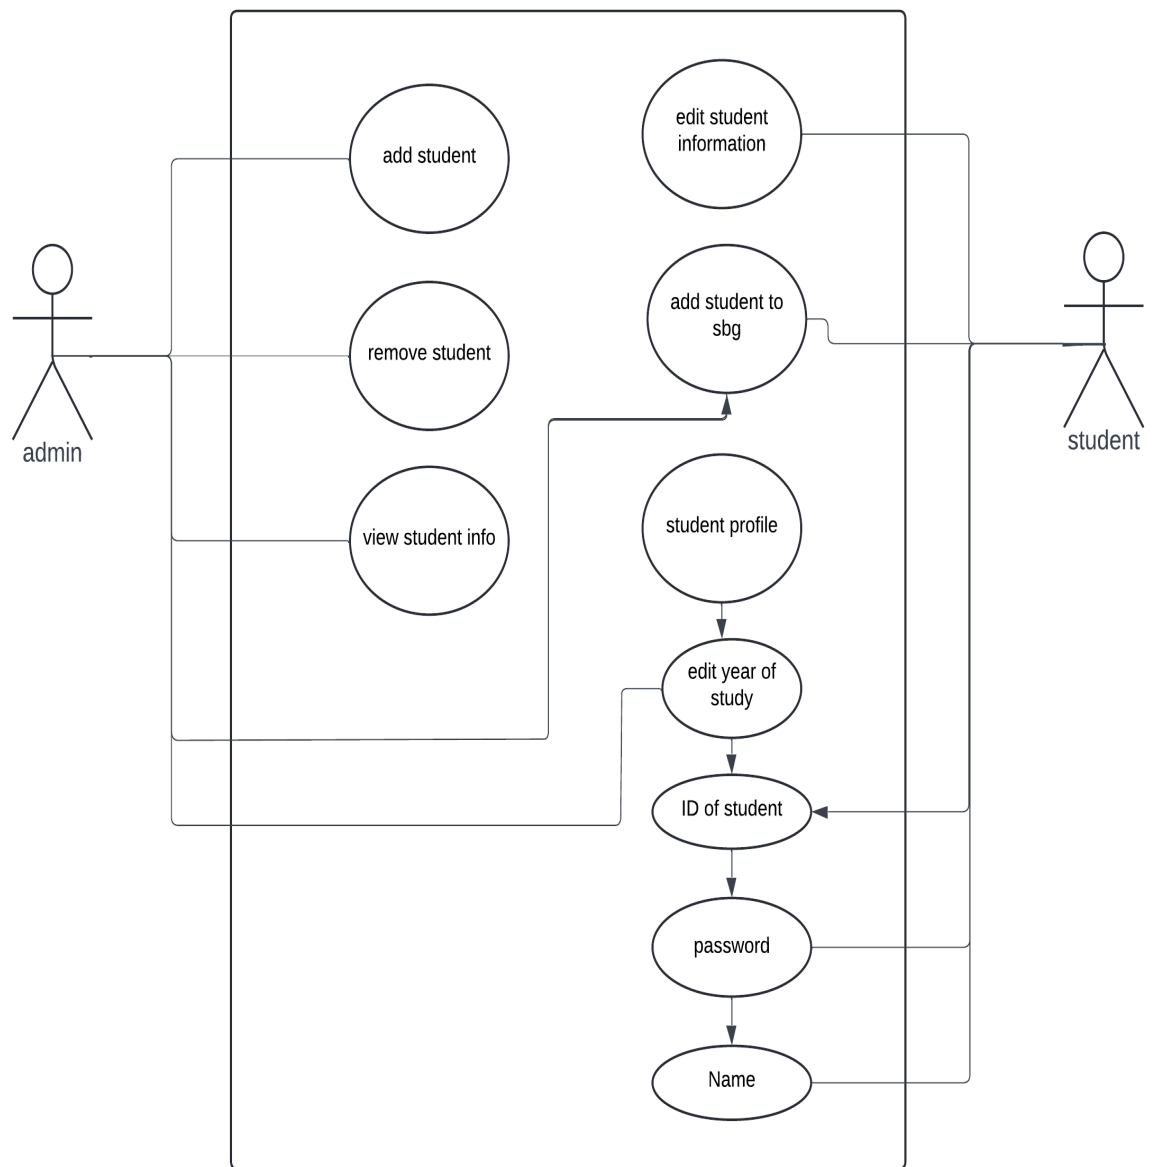 add student
edit student
information
remove student
add student to
sbg
admin
student
view student info
student profile
edit year of
study
ID of student
password
Name